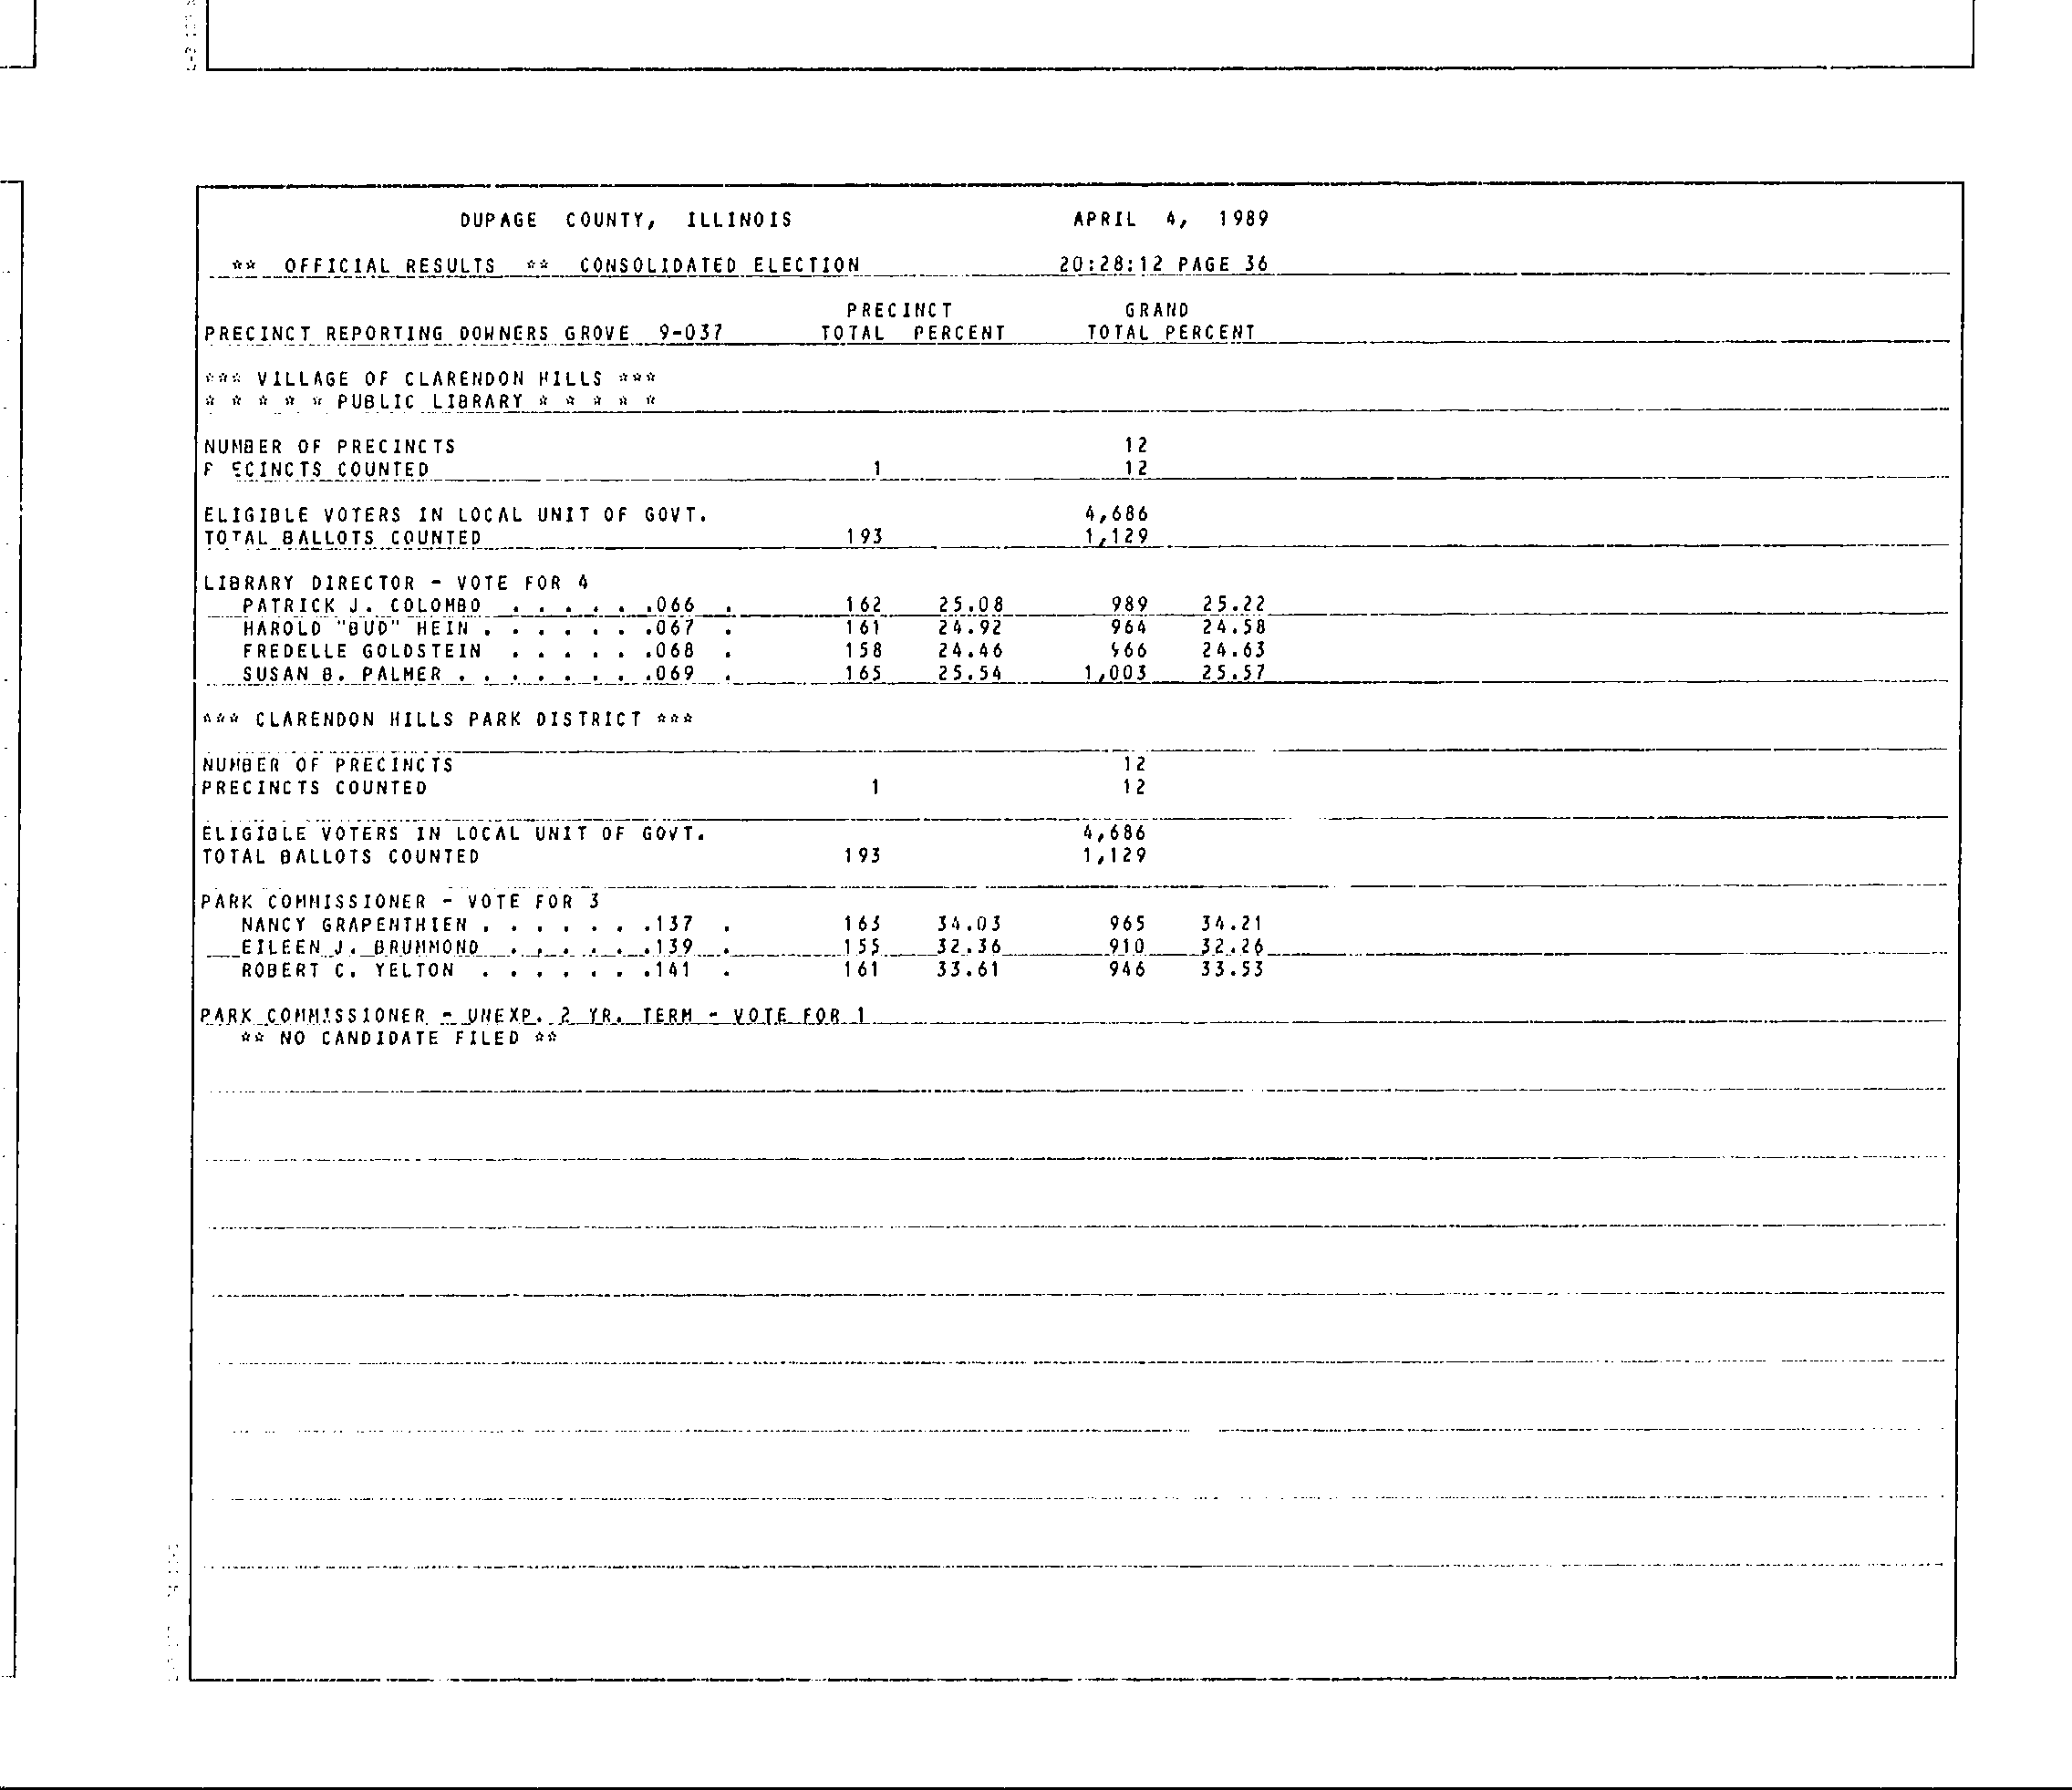 DUPAGE COUNTY, ILLINOIS APRIL 4, 1989
** OFFICIAL RESULTS ** CONSOLIDATED ELECTION 20:28:12 PAGE 36
PRECINCT GRAND
PRECINCT REPORTING DOWNERS GROVE 9-037 TOTAL PERCENT TOTAL PERCENT
*** VILLAGE OF CLARENDON HILLS ***
* * * * * PUBLIC LIBRARY * * * * *
NUMBER OF PRECINCTS 12
ECINCTS COUNTED 1 12
ELIGIBLE VOTERS IN LOCAL UNIT OF GOVT. 4,686
TOTAL BALLOTS COUNTED 193 1,129
LIBRARY DIRECTOR - VOTE FOR 4
PATRICK J. COLOMBO . . . . . .066 . 162 25.08 989 25.22
HAROLD "BUD" HEIN . . . . . . .067 . 161 24.92 964 24.58
FREDELLE GOLDSTEIN . . . . . .068 . 158 24.46 966 24.63
SUSAN B. PALMER . . . . . . . .069 . 165 25.54 1,003 25.57
*** CLARENDON HILLS PARK DISTRICT ***
NUMBER OF PRECINCTS 12
PRECINCTS COUNTED 1 12
ELIGIBLE VOTERS IN LOCAL UNIT OF GOVT. 4,686
TOTAL BALLOTS COUNTED 193 1,129
PARK COMMISSIONER - VOTE FOR 3
NANCY GRAPENTHIEN . . . . . . .137 . 163 34.03 965 34.21
EILEEN J. BRUMMOND . . . . . .139 . 155 32.36 910 32.26
ROBERT C. YELTON . . . . . . .141 . 161 33.61 946 33.53
PARK COMMISSIONER - UNEXP. 2 YR. TERM - VOTE FOR 1
** NO CANDIDATE FILED **